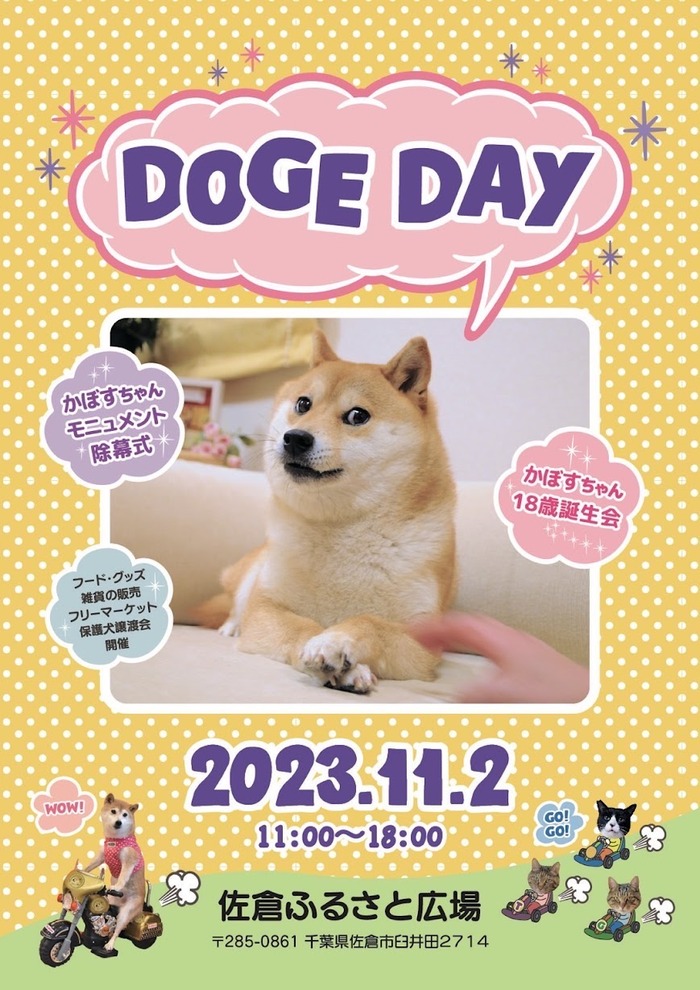 DOGE DAY
かぼすちゃん
モニュメント
除幕式
かぼすちゃん
18歳誕生会
フード・グッズ
雑貨の販売
フリーマーケット
保護犬譲渡会
開催
2023.11.2
11:00〜18:00
WOW!
GO!
GO!
佐倉ふるさと広場
〒285-0861 千葉県佐倉市臼井田2714